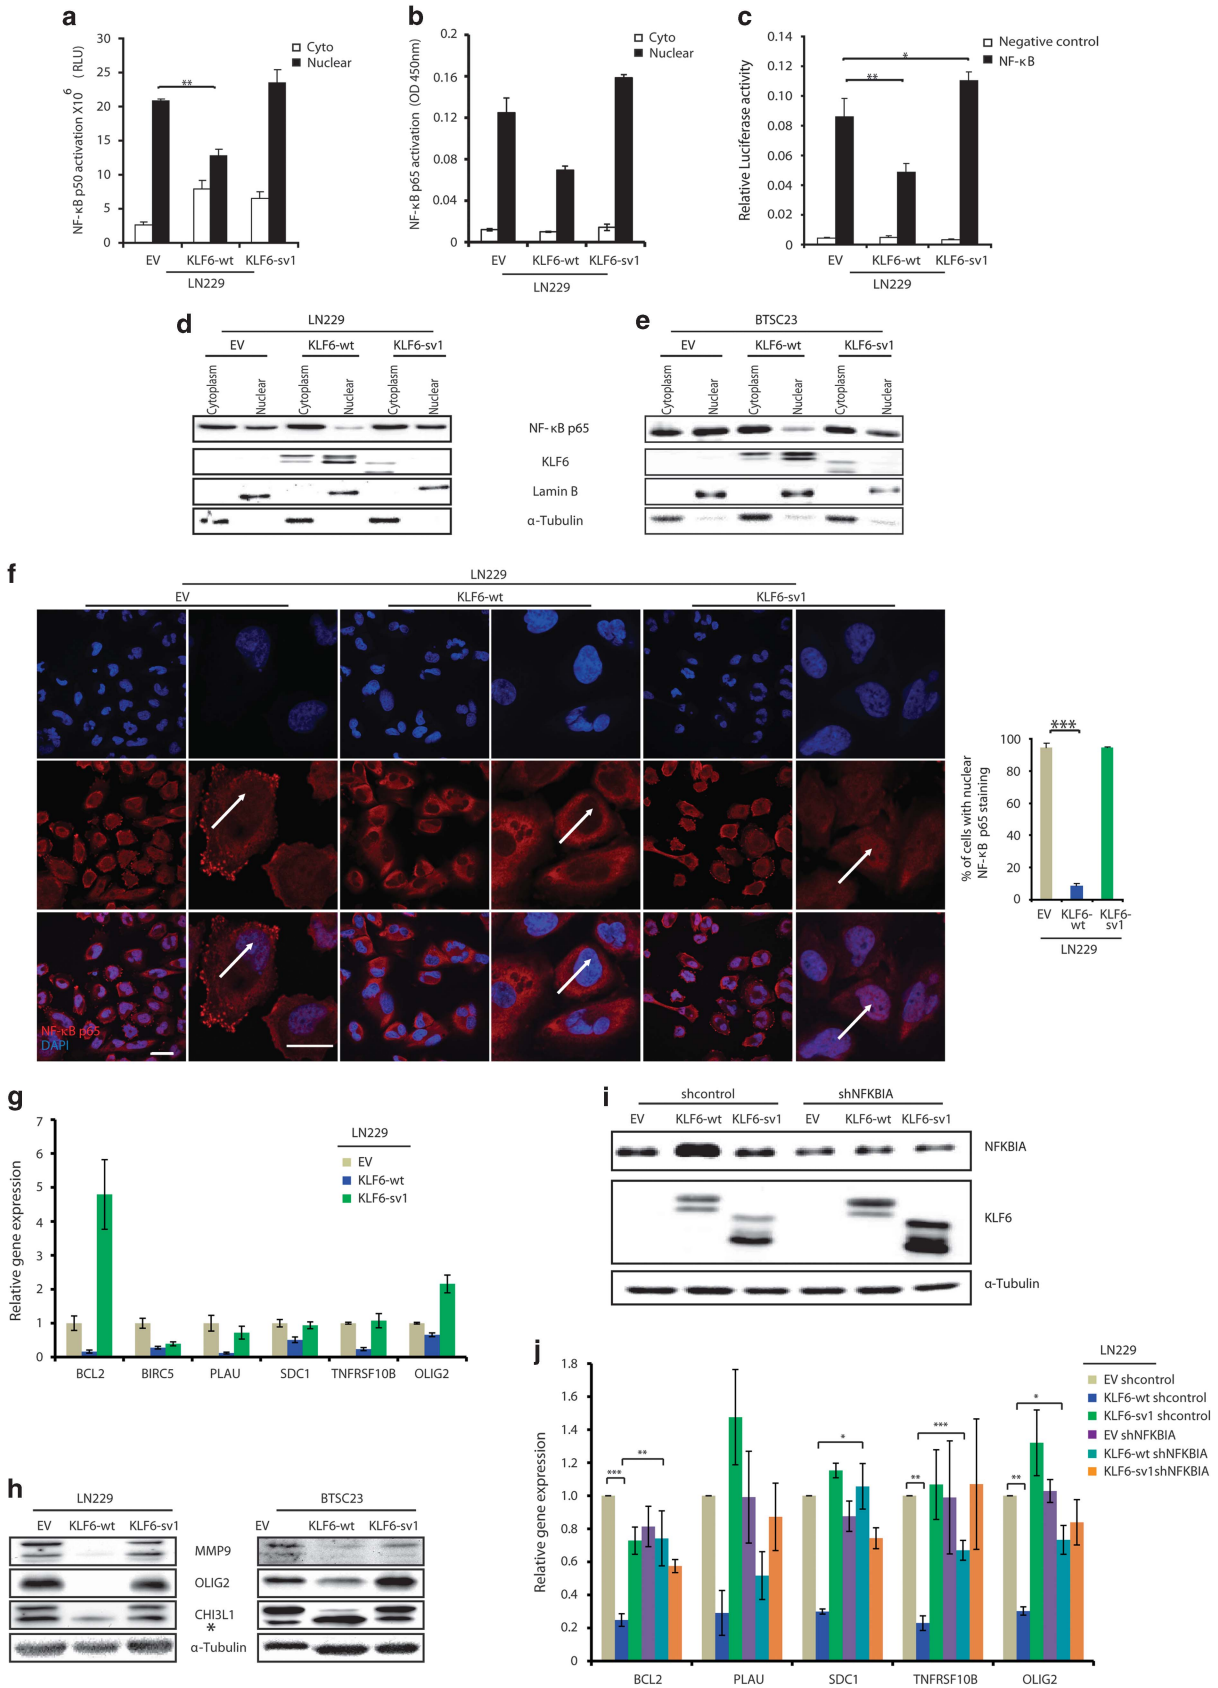 a
30
25
20
15
10
5
0
NF-κB p50 activation X10⁶ (RLU)
Cyto
Nuclear
**
EV KLF6-wt KLF6-sv1
LN229
b
0.2
0.16
0.12
0.08
0.04
0
NF-κB p65 activation (OD 450nm)
Cyto
Nuclear
EV KLF6-wt KLF6-sv1
LN229
c
0.14
0.12
0.10
0.08
0.06
0.04
0.02
0
Relative Luciferase activity
Negative control
NF-κB
*
**
EV KLF6-wt KLF6-sv1
LN229
d
LN229
EV KLF6-wt KLF6-sv1
Cytoplasm Nuclear Cytoplasm Nuclear Cytoplasm Nuclear
NF-κB p65
KLF6
Lamin B
α-Tubulin
e
BTSC23
EV KLF6-wt KLF6-sv1
Cytoplasm Nuclear Cytoplasm Nuclear Cytoplasm Nuclear
f
LN229
EV KLF6-wt KLF6-sv1
NF-κB p65
DAPI
% of cells with nuclear
NF-κB p65 staining
100
80
60
40
20
0
***
EV KLF6-wt KLF6-sv1
LN229
g
7
6
5
4
3
2
1
0
Relative gene expression
LN229
EV
KLF6-wt
KLF6-sv1
BCL2 BIRC5 PLAU SDC1 TNFRSF10B OLIG2
h
LN229
EV KLF6-wt KLF6-sv1
MMP9
OLIG2
CHI3L1
*
α-Tubulin
BTSC23
EV KLF6-wt KLF6-sv1
i
shcontrol shNFKBIA
EV KLF6-wt KLF6-sv1 EV KLF6-wt KLF6-sv1
NFKBIA
KLF6
α-Tubulin
j
1.8
1.6
1.4
1.2
1.0
0.8
0.6
0.4
0.2
0
Relative gene expression
LN229
EV shcontrol
KLF6-wt shcontrol
KLF6-sv1 shcontrol
EV shNFKBIA
KLF6-wt shNFKBIA
KLF6-sv1shNFKBIA
*** ** * ** *** ** *
BCL2 PLAU SDC1 TNFRSF10B OLIG2